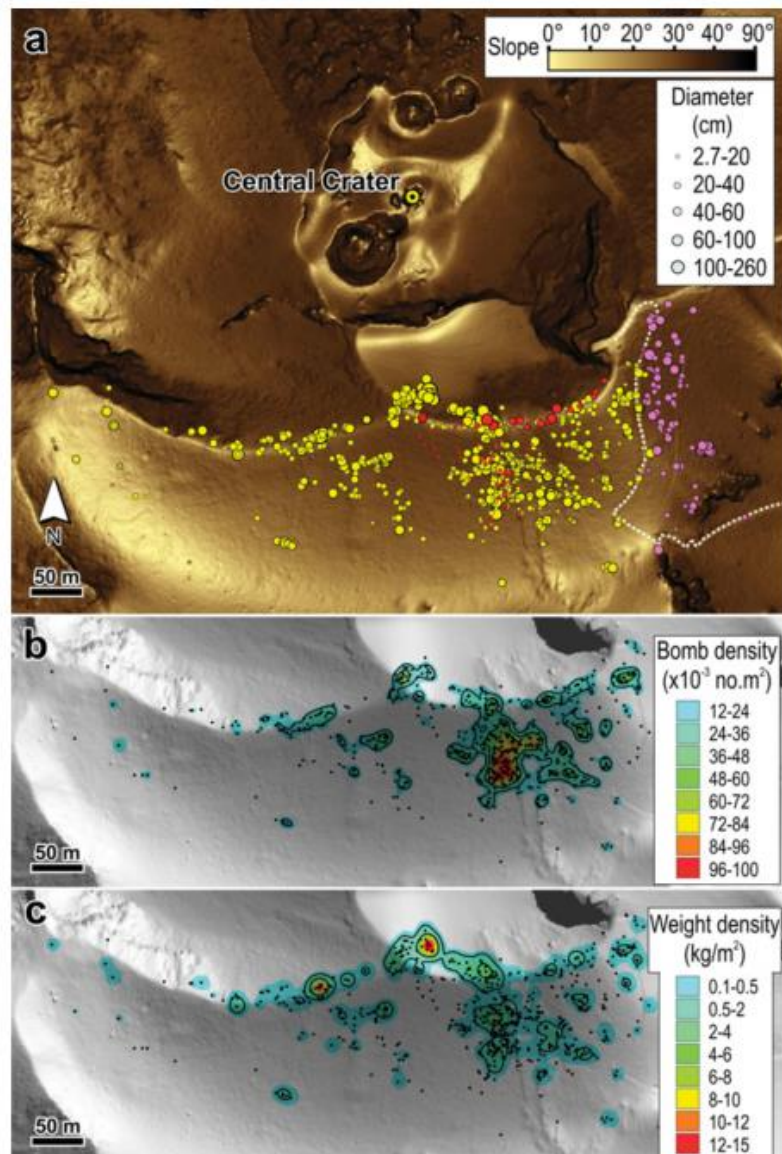 a
Slope 0° 10° 25° 35° 90°
Diameter
(cm)
2.7-20
20-40
40-60
60-100
100-260
Central Crater
N
50 m
b
Bomb density
(x10⁻³ no.m²)
12-24
24-36
36-48
48-60
60-72
72-84
84-96
96-100
50 m
c
Weight density
(kg/m²)
0.1-0.5
0.5-2
2-4
4-6
6-8
8-10
10-12
12-15
50 m